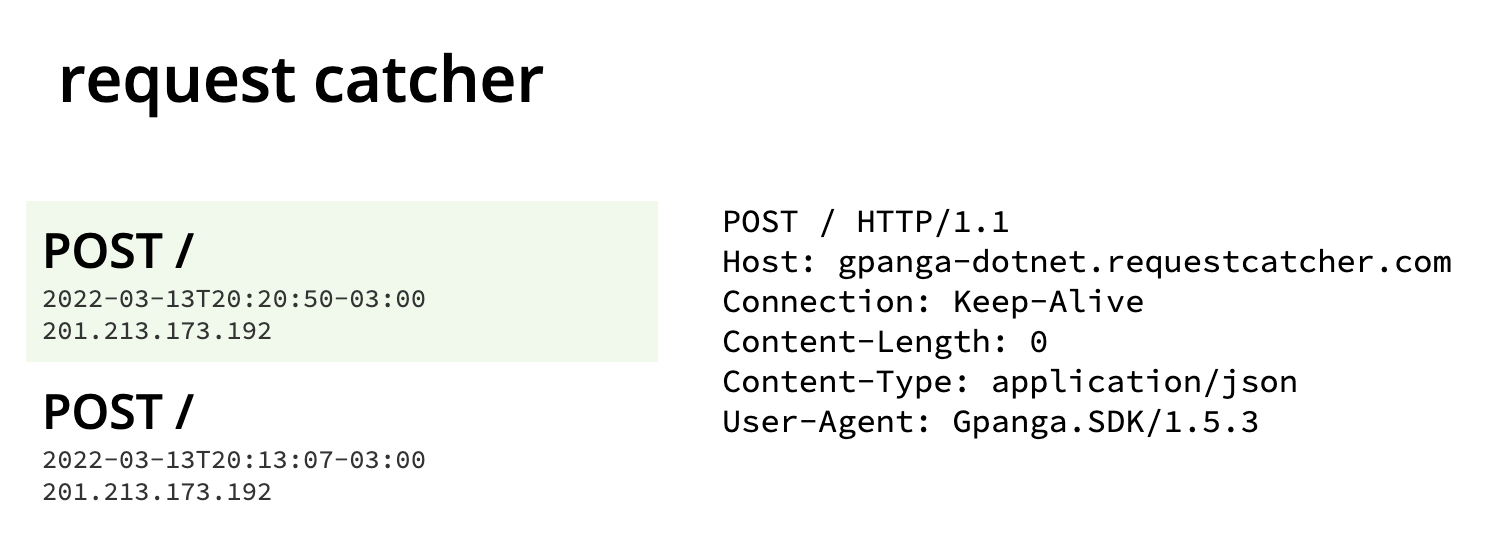 request catcher
POST /
2022-03-13T20:20:50-03:00
201.213.173.192
POST /
2022-03-13T20:13:07-03:00
201.213.173.192
POST / HTTP/1.1
Host: gpanga-dotnet.requestcatcher.com
Connection: Keep-Alive
Content-Length: 0
Content-Type: application/json
User-Agent: Gpanga.SDK/1.5.3